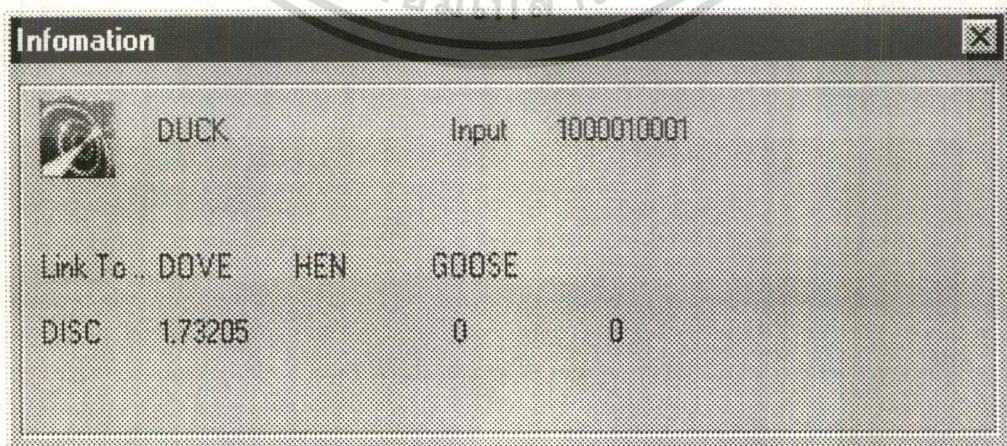 Infomation
DUCK Input 1000010001
Link To .. DOVE HEN GOOSE
DISC 1.73205 0 0